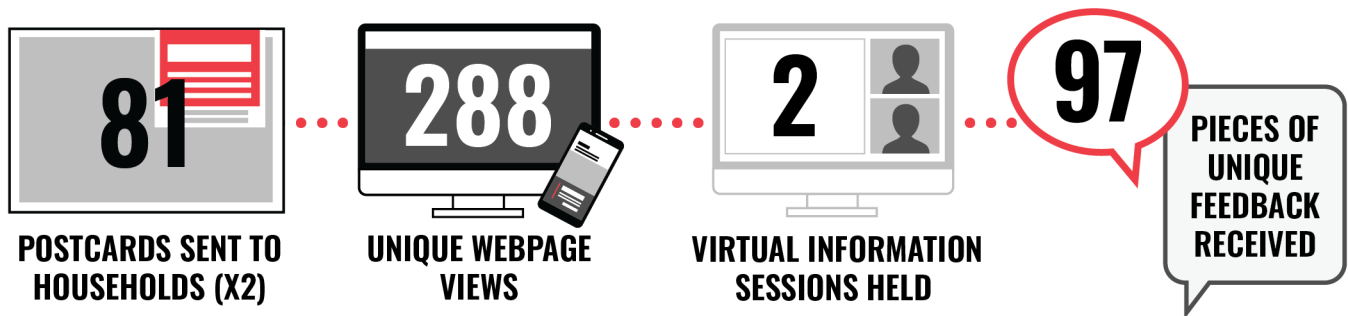 81
POSTCARDS SENT TO
HOUSEHOLDS (X2)
288
UNIQUE WEBPAGE
VIEWS
2
VIRTUAL INFORMATION
SESSIONS HELD
97
PIECES OF
UNIQUE
FEEDBACK
RECEIVED